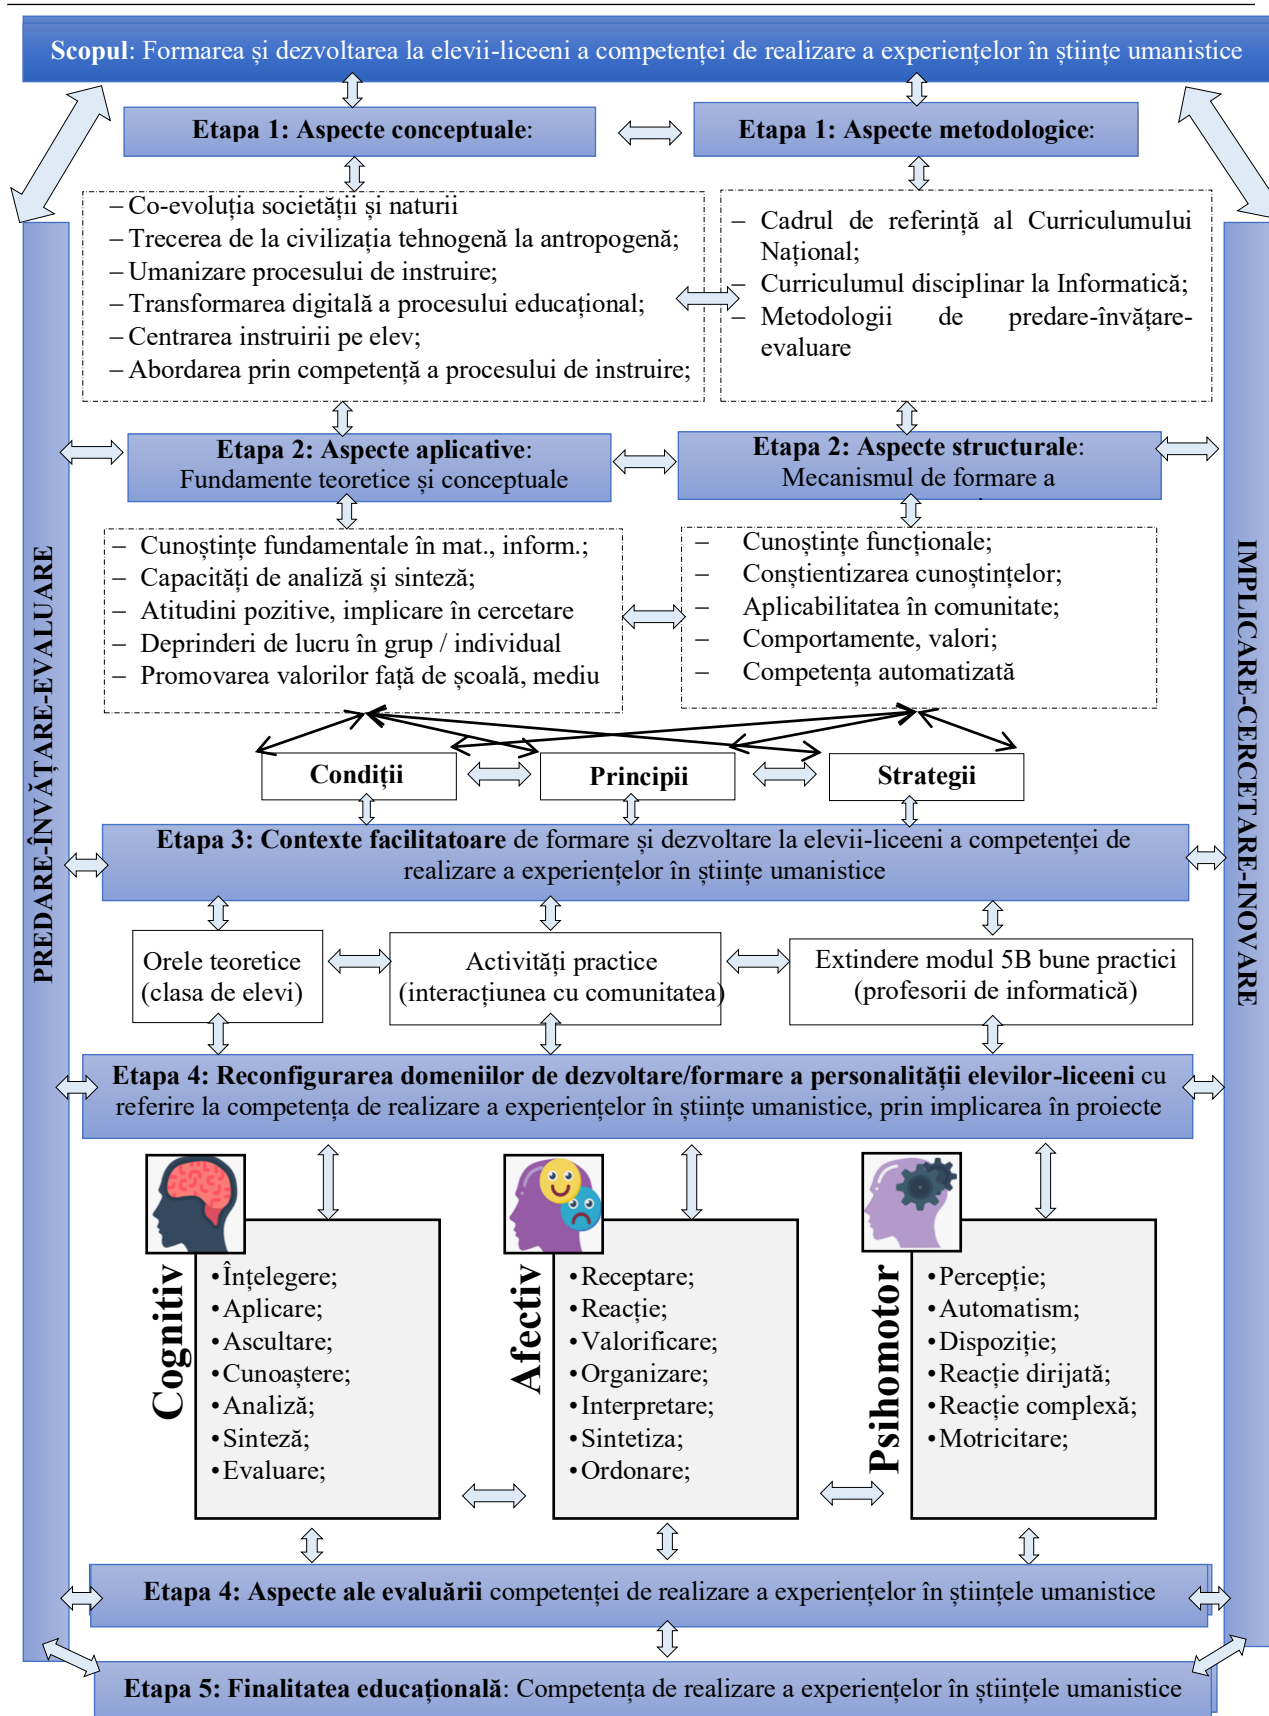 Scopul: Formarea și dezvoltarea la elevii-liceeni a competenței de realizare a experiențelor în științe umanistice
Etapa 1: Aspecte conceptuale:
Etapa 1: Aspecte metodologice:
– Co-evoluția societății și naturii
– Trecerea de la civilizația tehnogenă la antropogenă;
– Umanizare procesului de instruire;
– Transformarea digitală a procesului educațional;
– Centrarea instruirii pe elev;
– Abordarea prin competență a procesului de instruire;
– Cadrul de referință al Curriculumului
Național;
– Curriculumul disciplinar la Informatică;
– Metodologii de predare-învățare-
evaluare
PREDARE-ÎNVĂȚARE-EVALUARE
IMPLICARE-CERCETARE-INOVARE
Etapa 2: Aspecte aplicative:
Fundamente teoretice și conceptuale
Etapa 2: Aspecte structurale:
Mecanismul de formare a
– Cunoștințe fundamentale în mat., inform.;
– Capacități de analiză și sinteză;
– Atitudini pozitive, implicare în cercetare
– Deprinderi de lucru în grup / individual
– Promovarea valorilor față de școală, mediu
– Cunoștințe funcționale;
– Conștientizarea cunoștințelor;
– Aplicabilitatea în comunitate;
– Comportamente, valori;
– Competența automatizată
Condiții
Principii
Strategii
Etapa 3: Contexte facilitatoare de formare și dezvoltare la elevii-liceeni a competenței de
realizare a experiențelor în științe umanistice
Orele teoretice
(clasa de elevi)
Activități practice
(interacțiunea cu comunitatea)
Extindere modul 5B bune practici
(profesorii de informatică)
Etapa 4: Reconfigurarea domeniilor de dezvoltare/formare a personalității elevilor-liceeni cu
referire la competența de realizare a experiențelor în științe umanistice, prin implicarea în proiecte
Cognitiv
• Înțelegere;
• Aplicare;
• Ascultare;
• Cunoaștere;
• Analiză;
• Sinteză;
• Evaluare;
Afectiv
• Receptare;
• Reacție;
• Valorificare;
• Organizare;
• Interpretare;
• Sintetiza;
• Ordonare;
Psihomotor
• Percepție;
• Automatism;
• Dispoziție;
• Reacție dirijată;
• Reacție complexă;
• Motricitare;
Etapa 4: Aspecte ale evaluării competenței de realizare a experiențelor în științele umanistice
Etapa 5: Finalitatea educațională: Competența de realizare a experiențelor în științele umanistice